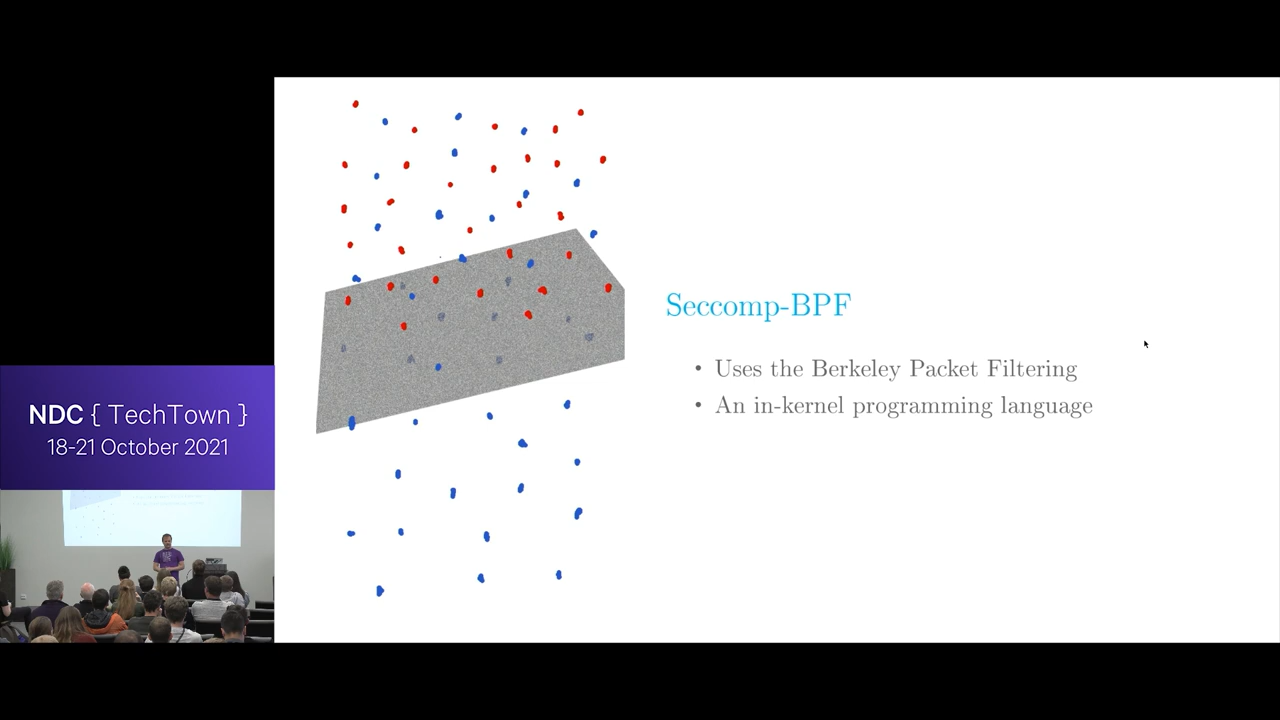 NDC { TechTown }
18-21 October 2021
Seccomp-BPF
• Uses the Berkeley Packet Filtering
• An in-kernel programming language